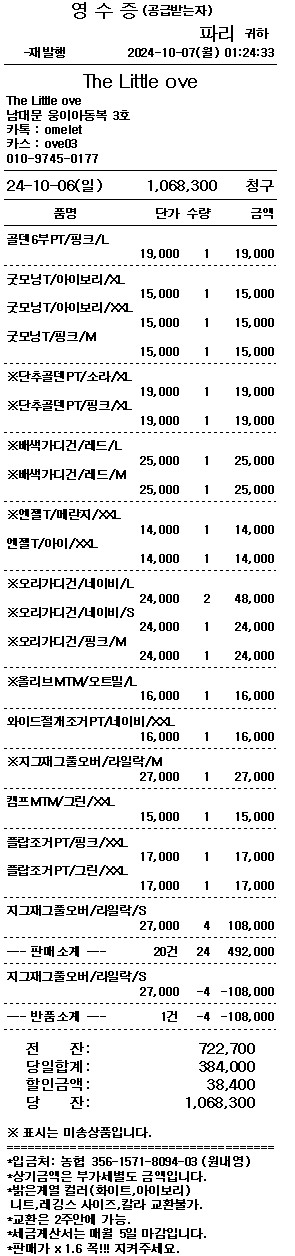 영 수 증 (공급받는자)
파리 귀하
-재발행 2024-10-07(월) 01:24:33
The Little ove
The Little ove
남대문 웅이아동복 3호
카톡 : omelet
카스 : ove03
010-9745-0177
24-10-06(일) 1,068,300 청구
품명 단가 수량 금액
골덴6부PT/핑크/L
19,000 1 19,000
굿모닝T/아이보리/XL
15,000 1 15,000
굿모닝T/아이보리/XXL
15,000 1 15,000
굿모닝T/핑크/M
15,000 1 15,000
※단추골덴PT/소라/XL
19,000 1 19,000
※단추골덴PT/핑크/XL
19,000 1 19,000
※배색가디건/레드/L
25,000 1 25,000
※배색가디건/레드/M
25,000 1 25,000
※엔젤T/메란지/XXL
14,000 1 14,000
엔젤T/아이/XXL
14,000 1 14,000
※오리가디건/네이비/L
24,000 2 48,000
※오리가디건/네이비/S
24,000 1 24,000
※오리가디건/핑크/M
24,000 1 24,000
※올리브MTM/오트밀/L
16,000 1 16,000
와이드절개조거PT/네이비/XXL
16,000 1 16,000
※지그재그풀오버/라일락/M
27,000 1 27,000
캠프MTM/그린/XXL
15,000 1 15,000
플랍조거PT/핑크/XXL
17,000 1 17,000
플랍조거PT/그린/XXL
17,000 1 17,000
지그재그풀오버/라일락/S
27,000 4 108,000
--- 판매소계 --- 20건 24 492,000
지그재그풀오버/라일락/S
27,000 -4 -108,000
--- 반품소계 --- 1건 -4 -108,000
전 잔: 722,700
당일합계: 384,000
할인금액: 38,400
당 잔: 1,068,300
※ 표시는 미송상품입니다.
======================================
*입금처: 농협 356-1571-8094-03 (원내영)
*상기금액은 부가세별도 금액입니다.
*밝은계열 컬러(화이트,아이보리)
니트,레깅스 사이즈,칼라 교환불가.
*교환은 2주안에 가능.
*세금계산서는 매월 5일 마감입니다.
*판매가 x 1.6 꼭!!! 지켜주세요.